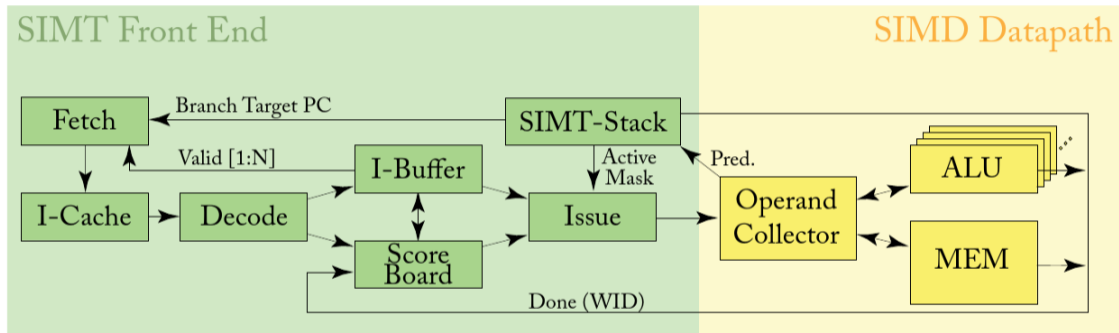 SIMT Front End
SIMD Datapath
Fetch
Branch Target PC
SIMT-Stack
Valid [1:N]
I-Buffer
Active
Mask
Pred.
ALU
I-Cache
Decode
Issue
Operand
Collector
Score
Board
MEM
Done (WID)